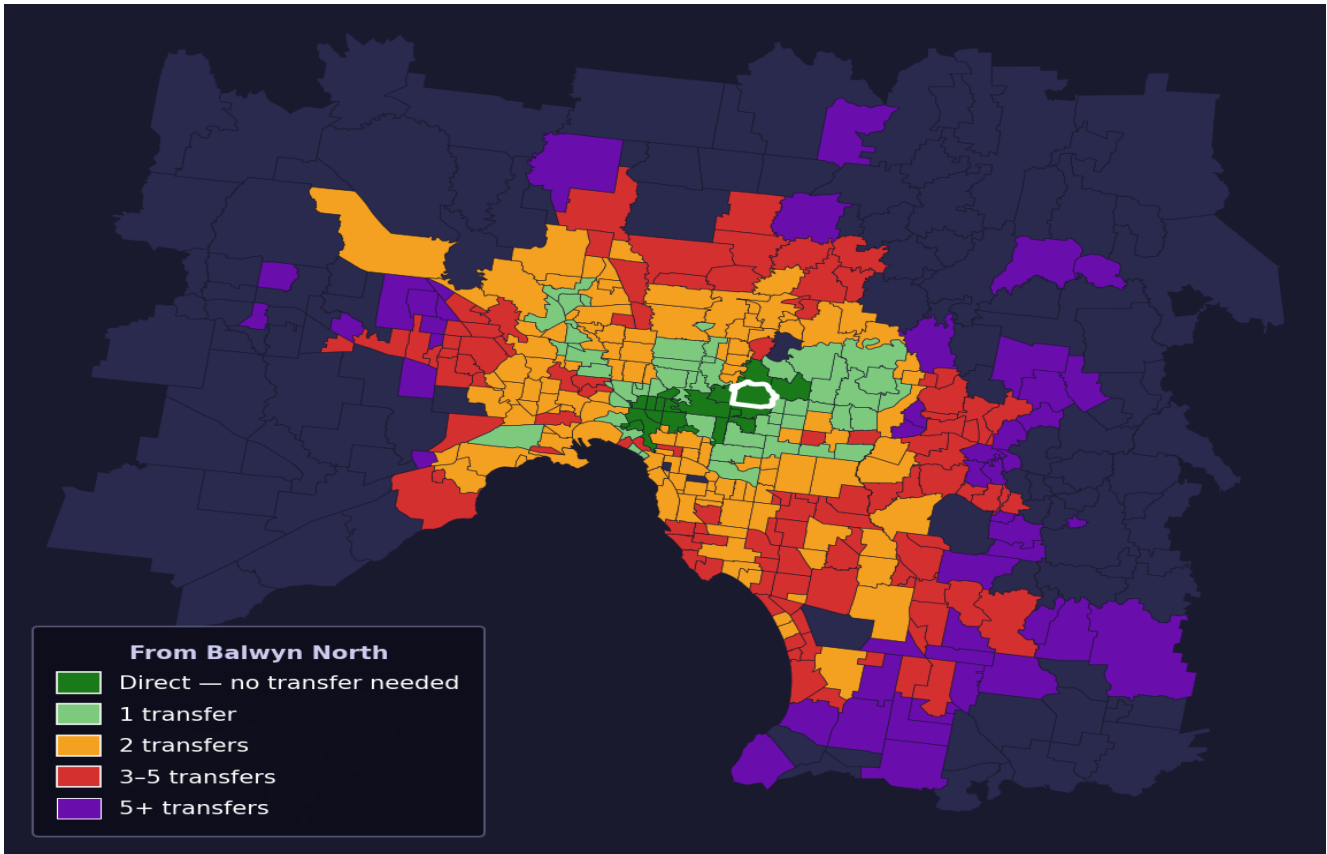 From Balwyn North
Direct — no transfer needed
1 transfer
2 transfers
3–5 transfers
5+ transfers